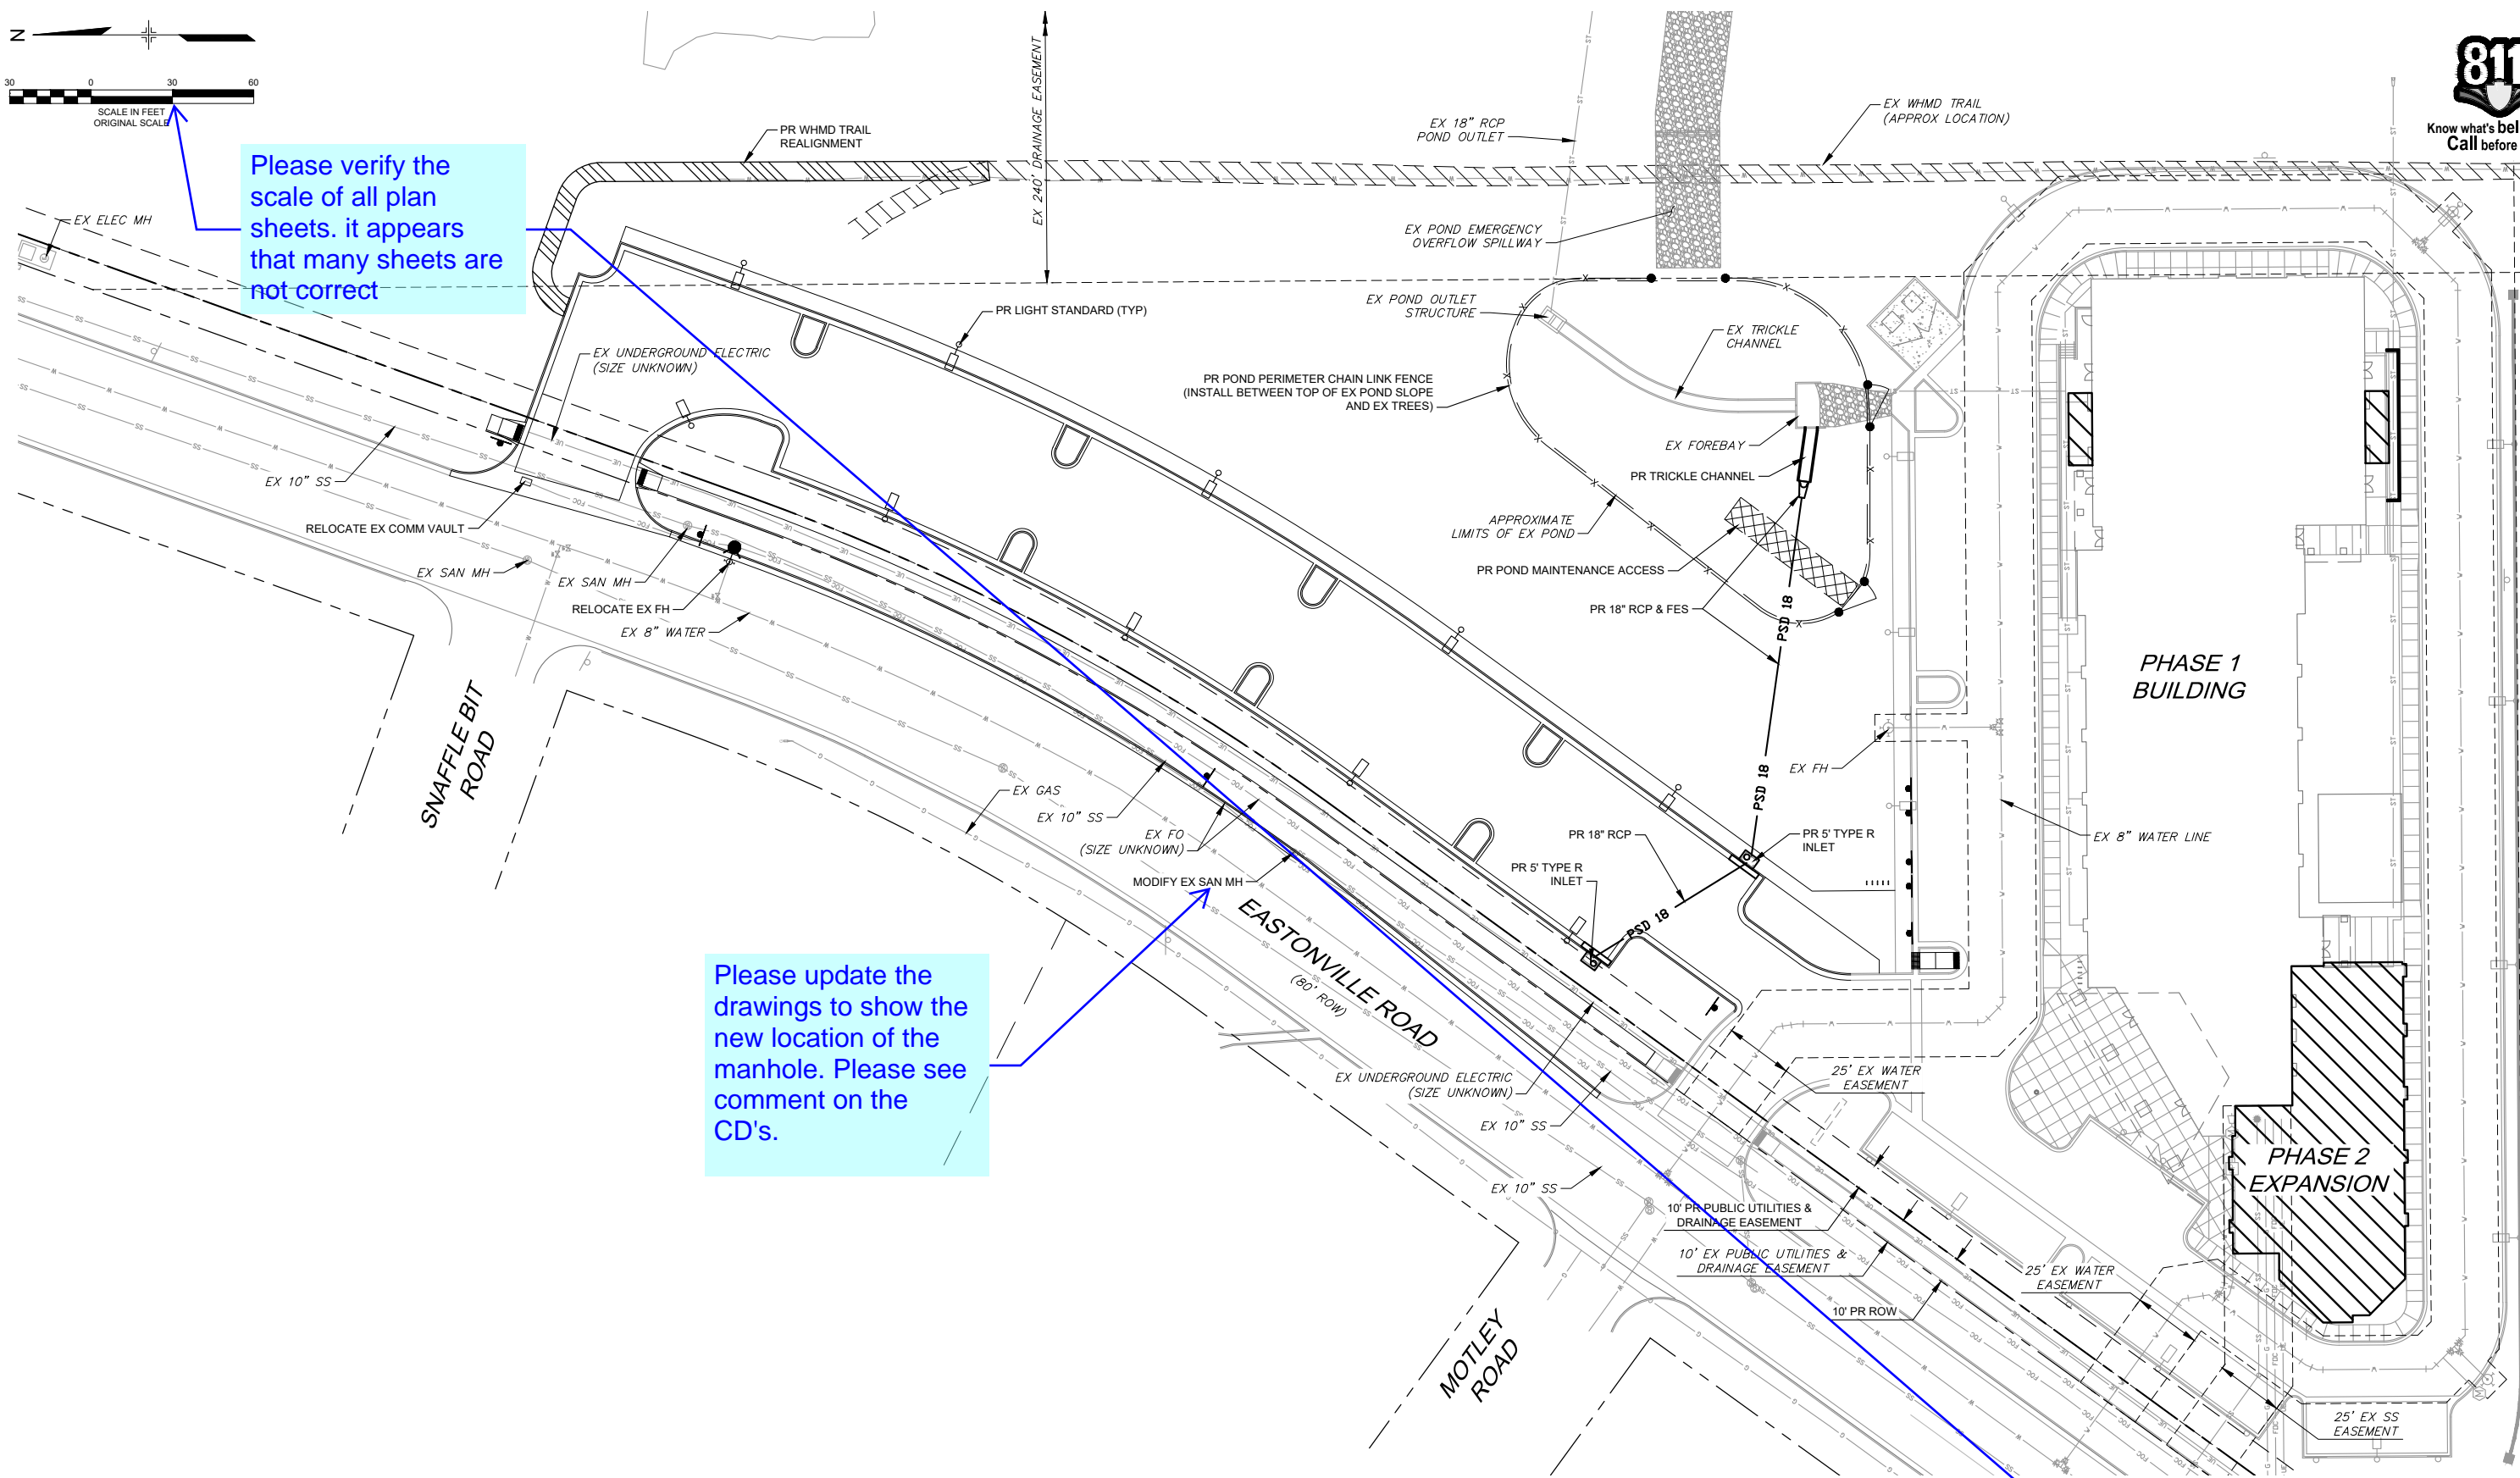 N
30 0 30 60
SCALE IN FEET
ORIGINAL SCALE
Please verify the
scale of all plan
sheets. it appears
that many sheets are
not correct
EX ELEC MH
PR WHMD TRAIL
REALIGNMENT
EX 240' DRAINAGE EASEMENT
EX 18" RCP
POND OUTLET
EX WHMD TRAIL
(APPROX LOCATION)
811
Know what's bel
Call before
EX POND EMERGENCY
OVERFLOW SPILLWAY
EX POND OUTLET
STRUCTURE
EX TRICKLE
CHANNEL
PR LIGHT STANDARD (TYP)
EX UNDERGROUND ELECTRIC
(SIZE UNKNOWN)
PR POND PERIMETER CHAIN LINK FENCE
(INSTALL BETWEEN TOP OF EX POND SLOPE
AND EX TREES)
EX FOREBAY
PR TRICKLE CHANNEL
APPROXIMATE
LIMITS OF EX POND
PR POND MAINTENANCE ACCESS
PR 18" RCP & FES
PSD 18
PSD 18
EX 10" SS
RELOCATE EX COMM VAULT
EX SAN MH
EX SAN MH
RELOCATE EX FH
EX 8" WATER
SNAFFLE BIT
ROAD
PHASE 1
BUILDING
EX FH
EX 8" WATER LINE
EX GAS
EX 10" SS
EX FO
(SIZE UNKNOWN)
MODIFY EX SAN MH
PR 18" RCP
PR 5' TYPE R
INLET
PR 5' TYPE R
INLET
PSD 18
EASTONVILLE ROAD
(80' ROW)
Please update the
drawings to show the
new location of the
manhole. Please see
comment on the
CD's.
EX UNDERGROUND ELECTRIC
(SIZE UNKNOWN)
EX 10" SS
25' EX WATER
EASEMENT
EX 10" SS
10' PR PUBLIC UTILITIES &
DRAINAGE EASEMENT
10' EX PUBLIC UTILITIES &
DRAINAGE EASEMENT
10' PR ROW
25' EX WATER
EASEMENT
PHASE 2
EXPANSION
MOTLEY
ROAD
25' EX SS
EASEMENT